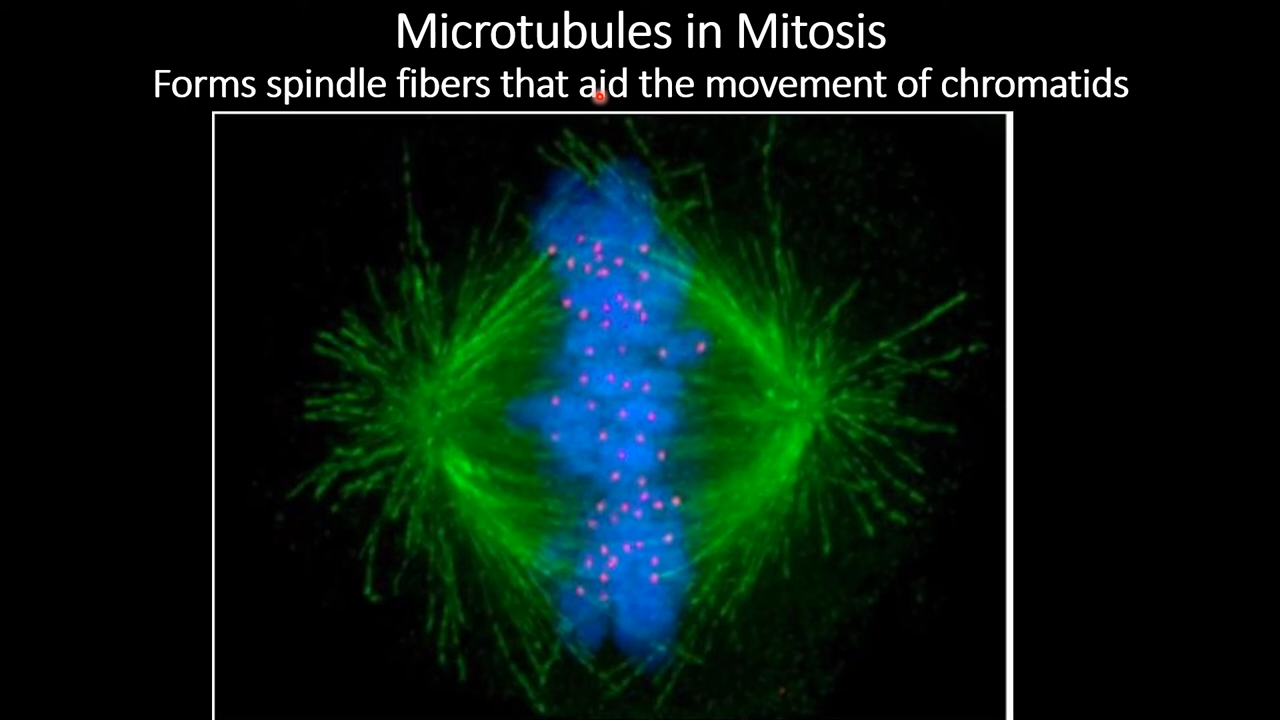 Microtubules in Mitosis
Forms spindle fibers that aid the movement of chromatids